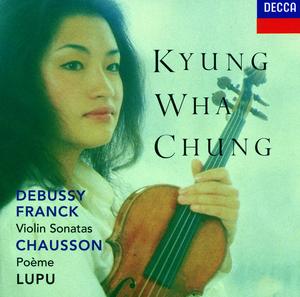 DECCA
KYUNG
WHA
CHUNG
DEBUSSY
FRANCK
Violin Sonatas
CHAUSSON
Poème
LUPU